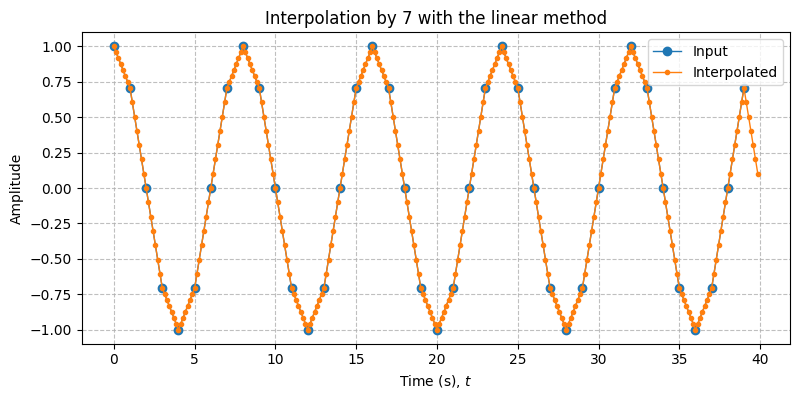 Interpolation by 7 with the linear method
Input
Interpolated
Amplitude
1.00
0.75
0.50
0.25
0.00
−0.25
−0.50
−0.75
−1.00
0 5 10 15 20 25 30 35 40
Time (s), t